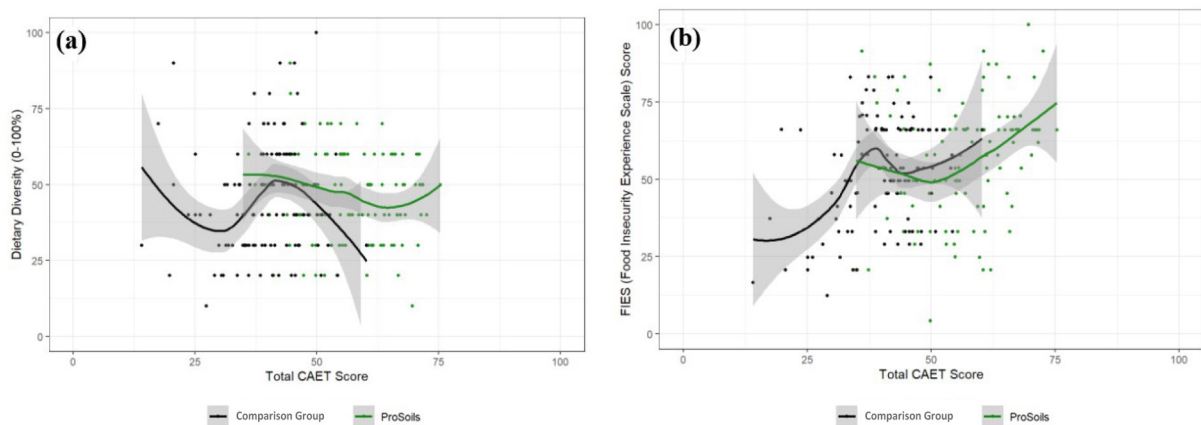 (a)
Dietary Diversity (0-100%)
100
75
50
25
0
0 25 50 75 100
Total CAET Score
Comparison Group ProSoils
(b)
FIES (Food Insecurity Experience Scale) Score
100
75
50
25
0
0 25 50 75 100
Total CAET Score
Comparison Group ProSoils